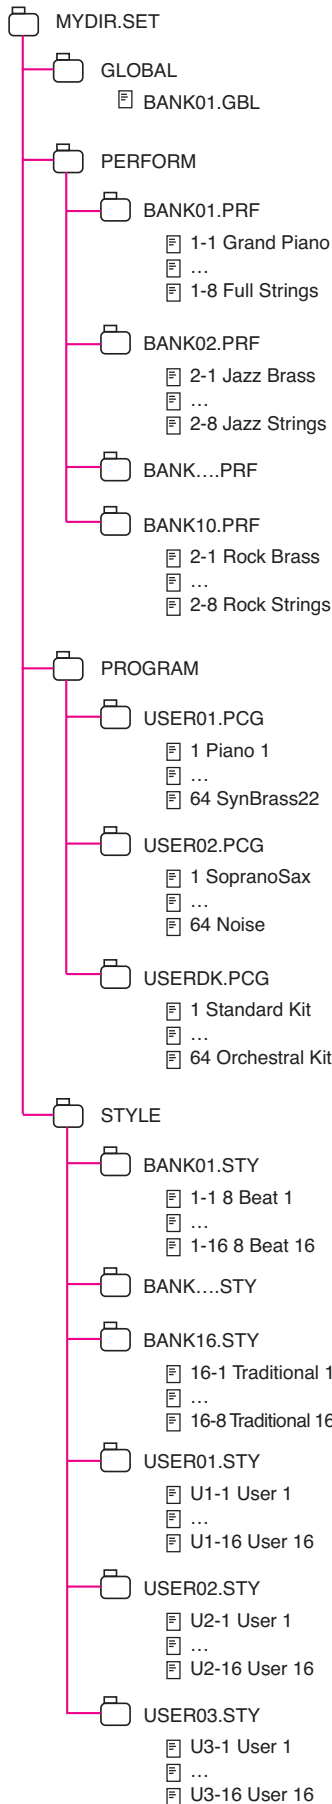 MYDIR.SET
GLOBAL
BANK01.GBL
PERFORM
BANK01.PRF
1-1 Grand Piano
…
1-8 Full Strings
BANK02.PRF
2-1 Jazz Brass
…
2-8 Jazz Strings
BANK….PRF
BANK10.PRF
2-1 Rock Brass
…
2-8 Rock Strings
PROGRAM
USER01.PCG
1 Piano 1
…
64 SynBrass22
USER02.PCG
1 SopranoSax
…
64 Noise
USERDK.PCG
1 Standard Kit
…
64 Orchestral Kit
STYLE
BANK01.STY
1-1 8 Beat 1
…
1-16 8 Beat 16
BANK….STY
BANK16.STY
16-1 Traditional 1
…
16-8 Traditional 16
USER01.STY
U1-1 User 1
…
U1-16 User 16
USER02.STY
U2-1 User 1
…
U2-16 User 16
USER03.STY
U3-1 User 1
…
U3-16 User 16